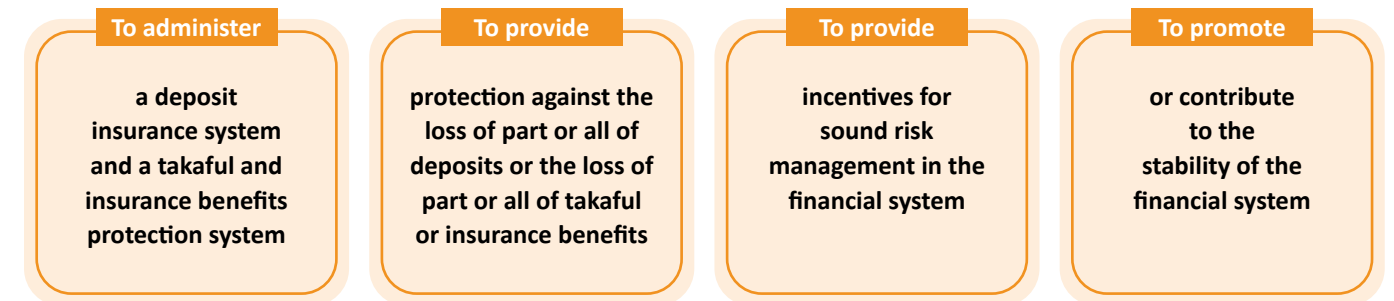 To administer
a deposit
insurance system
and a takaful and
insurance benefits
protection system
To provide
protection against the
loss of part or all of
deposits or the loss of
part or all of takaful
or insurance benefits
To provide
incentives for
sound risk
management in the
financial system
To promote
or contribute
to the
stability of the
financial system